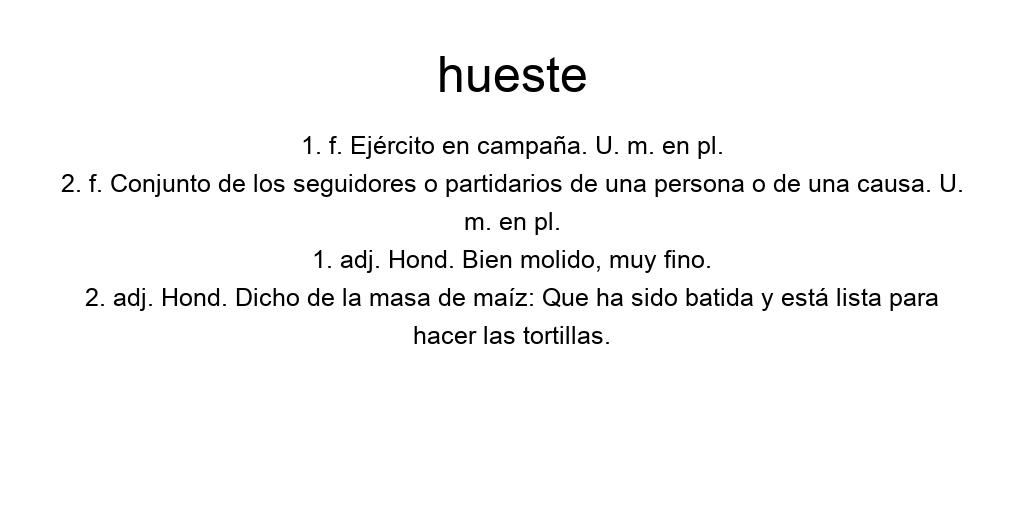 hueste
1. f. Ejército en campaña. U. m. en pl.
2. f. Conjunto de los seguidores o partidarios de una persona o de una causa. U.
m. en pl.
1. adj. Hond. Bien molido, muy fino.
2. adj. Hond. Dicho de la masa de maíz: Que ha sido batida y está lista para
hacer las tortillas.